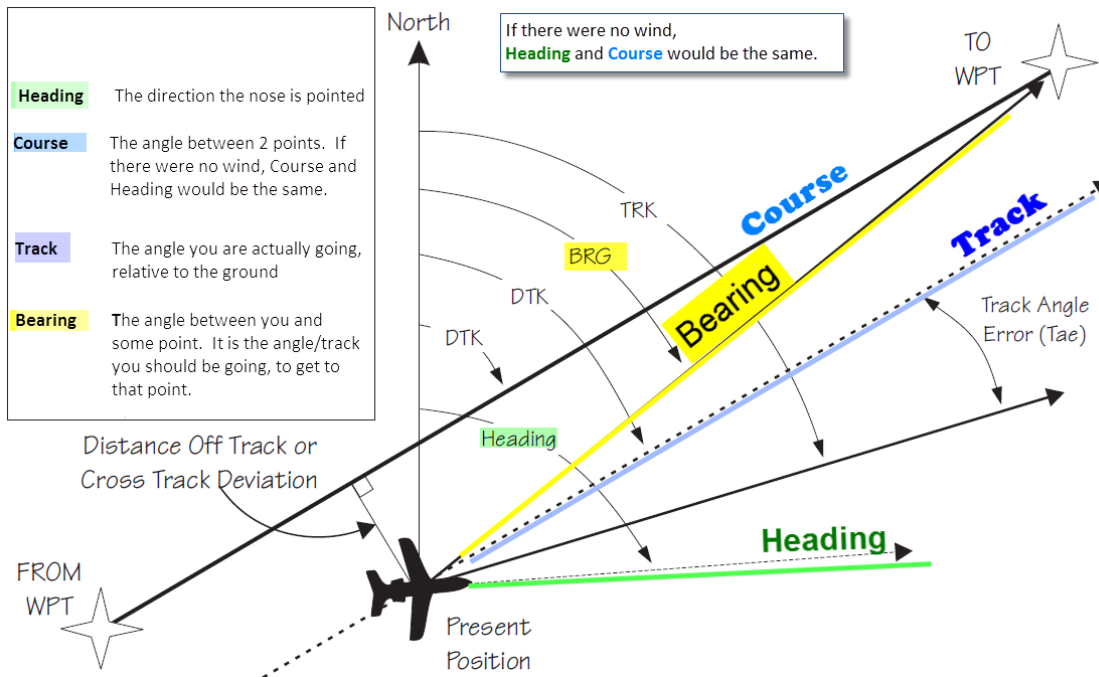 North
If there were no wind,
Heading and Course would be the same.
TO
WPT
Heading The direction the nose is pointed
Course The angle between 2 points. If
there were no wind, Course and
Heading would be the same.
Track The angle you are actually going,
relative to the ground
Bearing The angle between you and
some point. It is the angle/track
you should be going, to get to
that point.
TRK
Course
BRG
Track
DTK
Bearing
DTK
Track Angle
Error (Tae)
Heading
Distance Off Track or
Cross Track Deviation
Heading
FROM
WPT
Present
Position